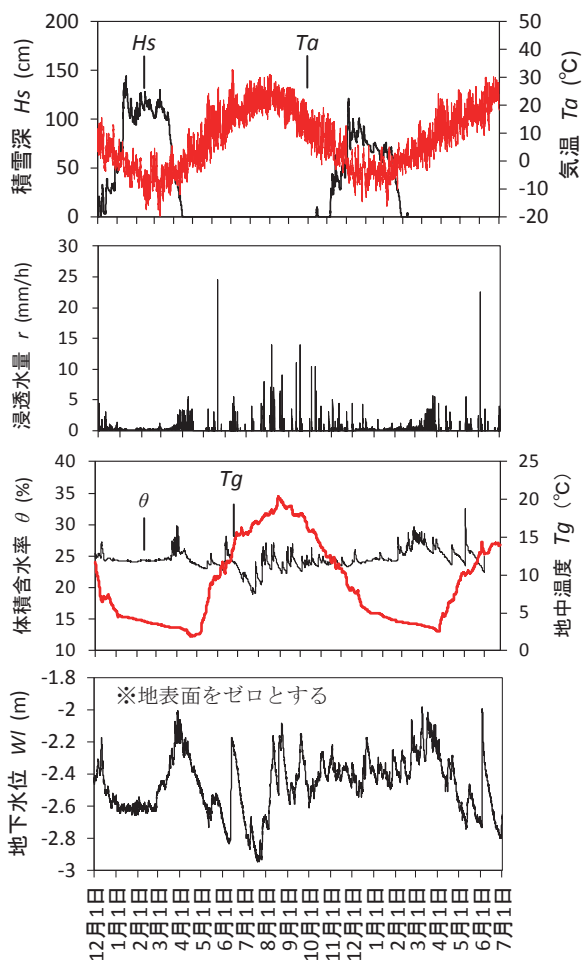 積雪深 Hs (cm)
200
150
100
50
0
Hs
Ta
50
40
30
20
10
0
-10
-20
気温 Ta (℃)
浸透水量 r (mm/h)
30
25
20
15
10
5
0
体積含水率 θ (%)
40
35
30
25
20
15
10
θ
Tg
25
20
15
10
5
0
地中温度 Tg (℃)
地下水位 Wl (m)
-1.8
-2
-2.2
-2.4
-2.6
-2.8
-3
※地表面をゼロとする
12月1日
1月1日
2月1日
3月1日
4月1日
5月1日
6月1日
7月1日
8月1日
9月1日
10月1日
11月1日
12月1日
1月1日
2月1日
3月1日
4月1日
5月1日
6月1日
7月1日